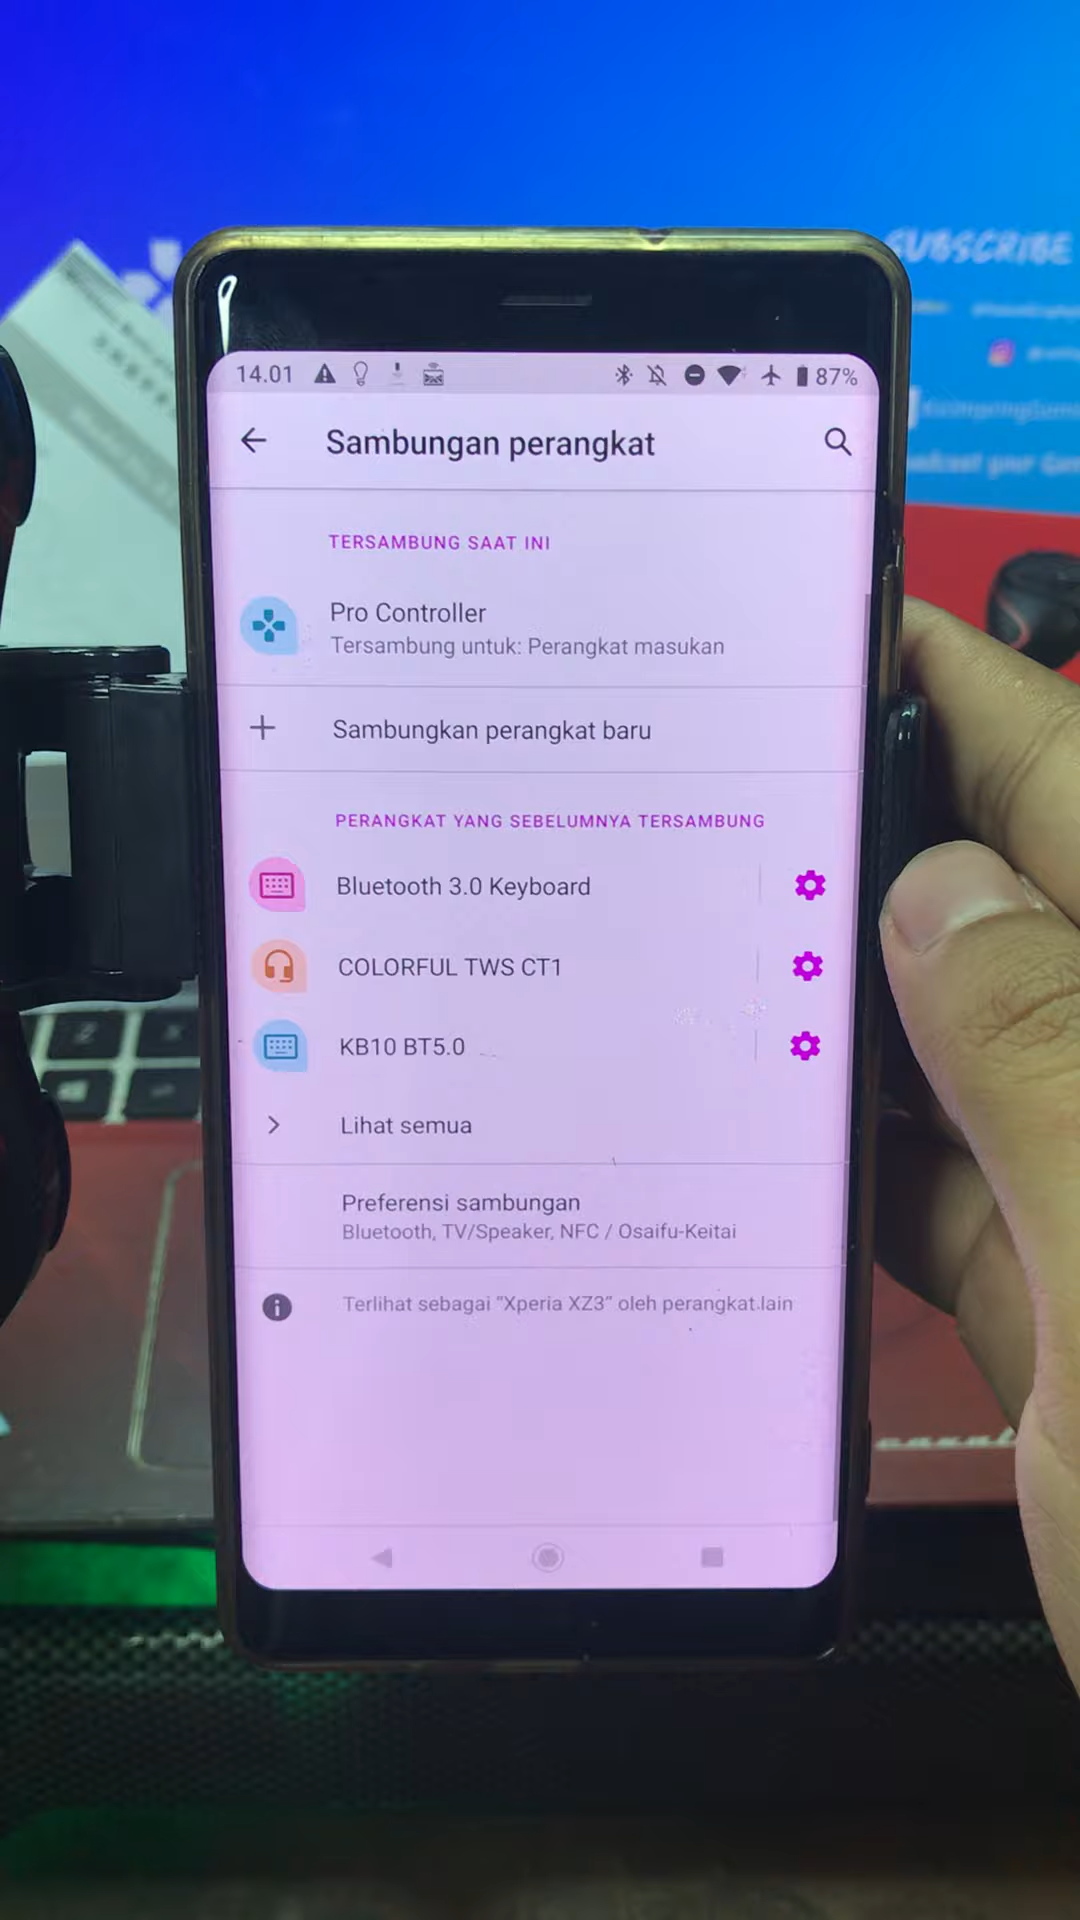 SUBSCRIBE
14.01
87%
Sambungan perangkat
TERSAMBUNG SAAT INI
Pro Controller
Tersambung untuk: Perangkat masukan
Sambungkan perangkat baru
PERANGKAT YANG SEBELUMNYA TERSAMBUNG
Bluetooth 3.0 Keyboard
COLORFUL TWS CT1
KB10 BT5.0
Lihat semua
Preferensi sambungan
Bluetooth, TV/Speaker, NFC / Osaifu-Keitai
Terlihat sebagai "Xperia XZ3" oleh perangkat lain
Z
X